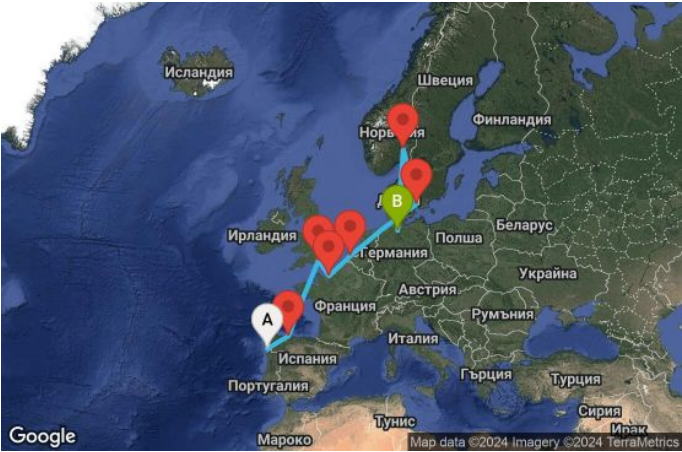 Исландия
Швеция
Финландия
Норвегия
B
Ирландия
Беларус
Полша
Германия
Украйна
Австрия
Франция
Румъния
A
Италия
Испания
Гърция
Турция
Португалия
Сирия
Тунис
Ирак
Мароко
Google
Map data ©2024 Imagery ©2024 TerraMetrics